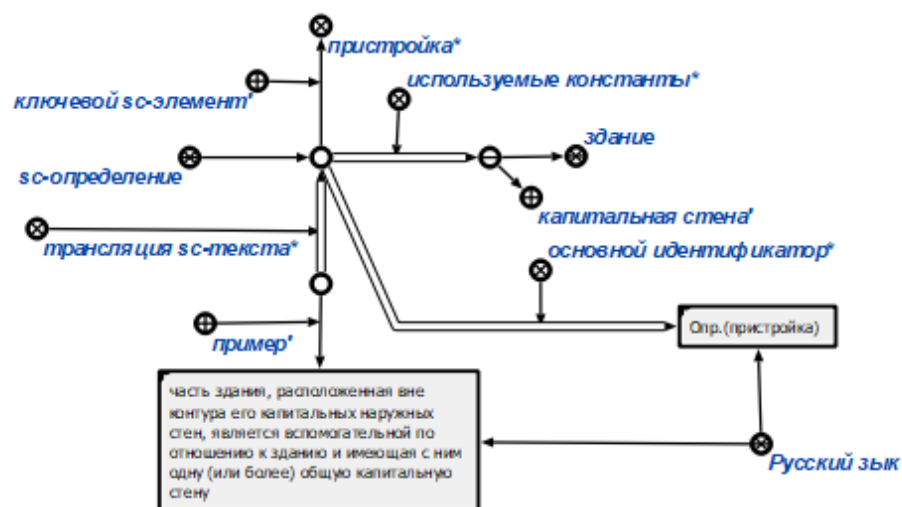 пристройка*
используемые константы*
ключевой sc-элемент'
здание
sc-определение
капитальная стена'
трансляция sc-текста*
основной идентификатор*
Опр.(пристройка)
пример'
часть здания, расположенная вне
контура его капитальных наружных
стен, является вспомогательной по
отношению к зданию и имеющая с ним
одну (или более) общую капитальную
стену
Русский зык